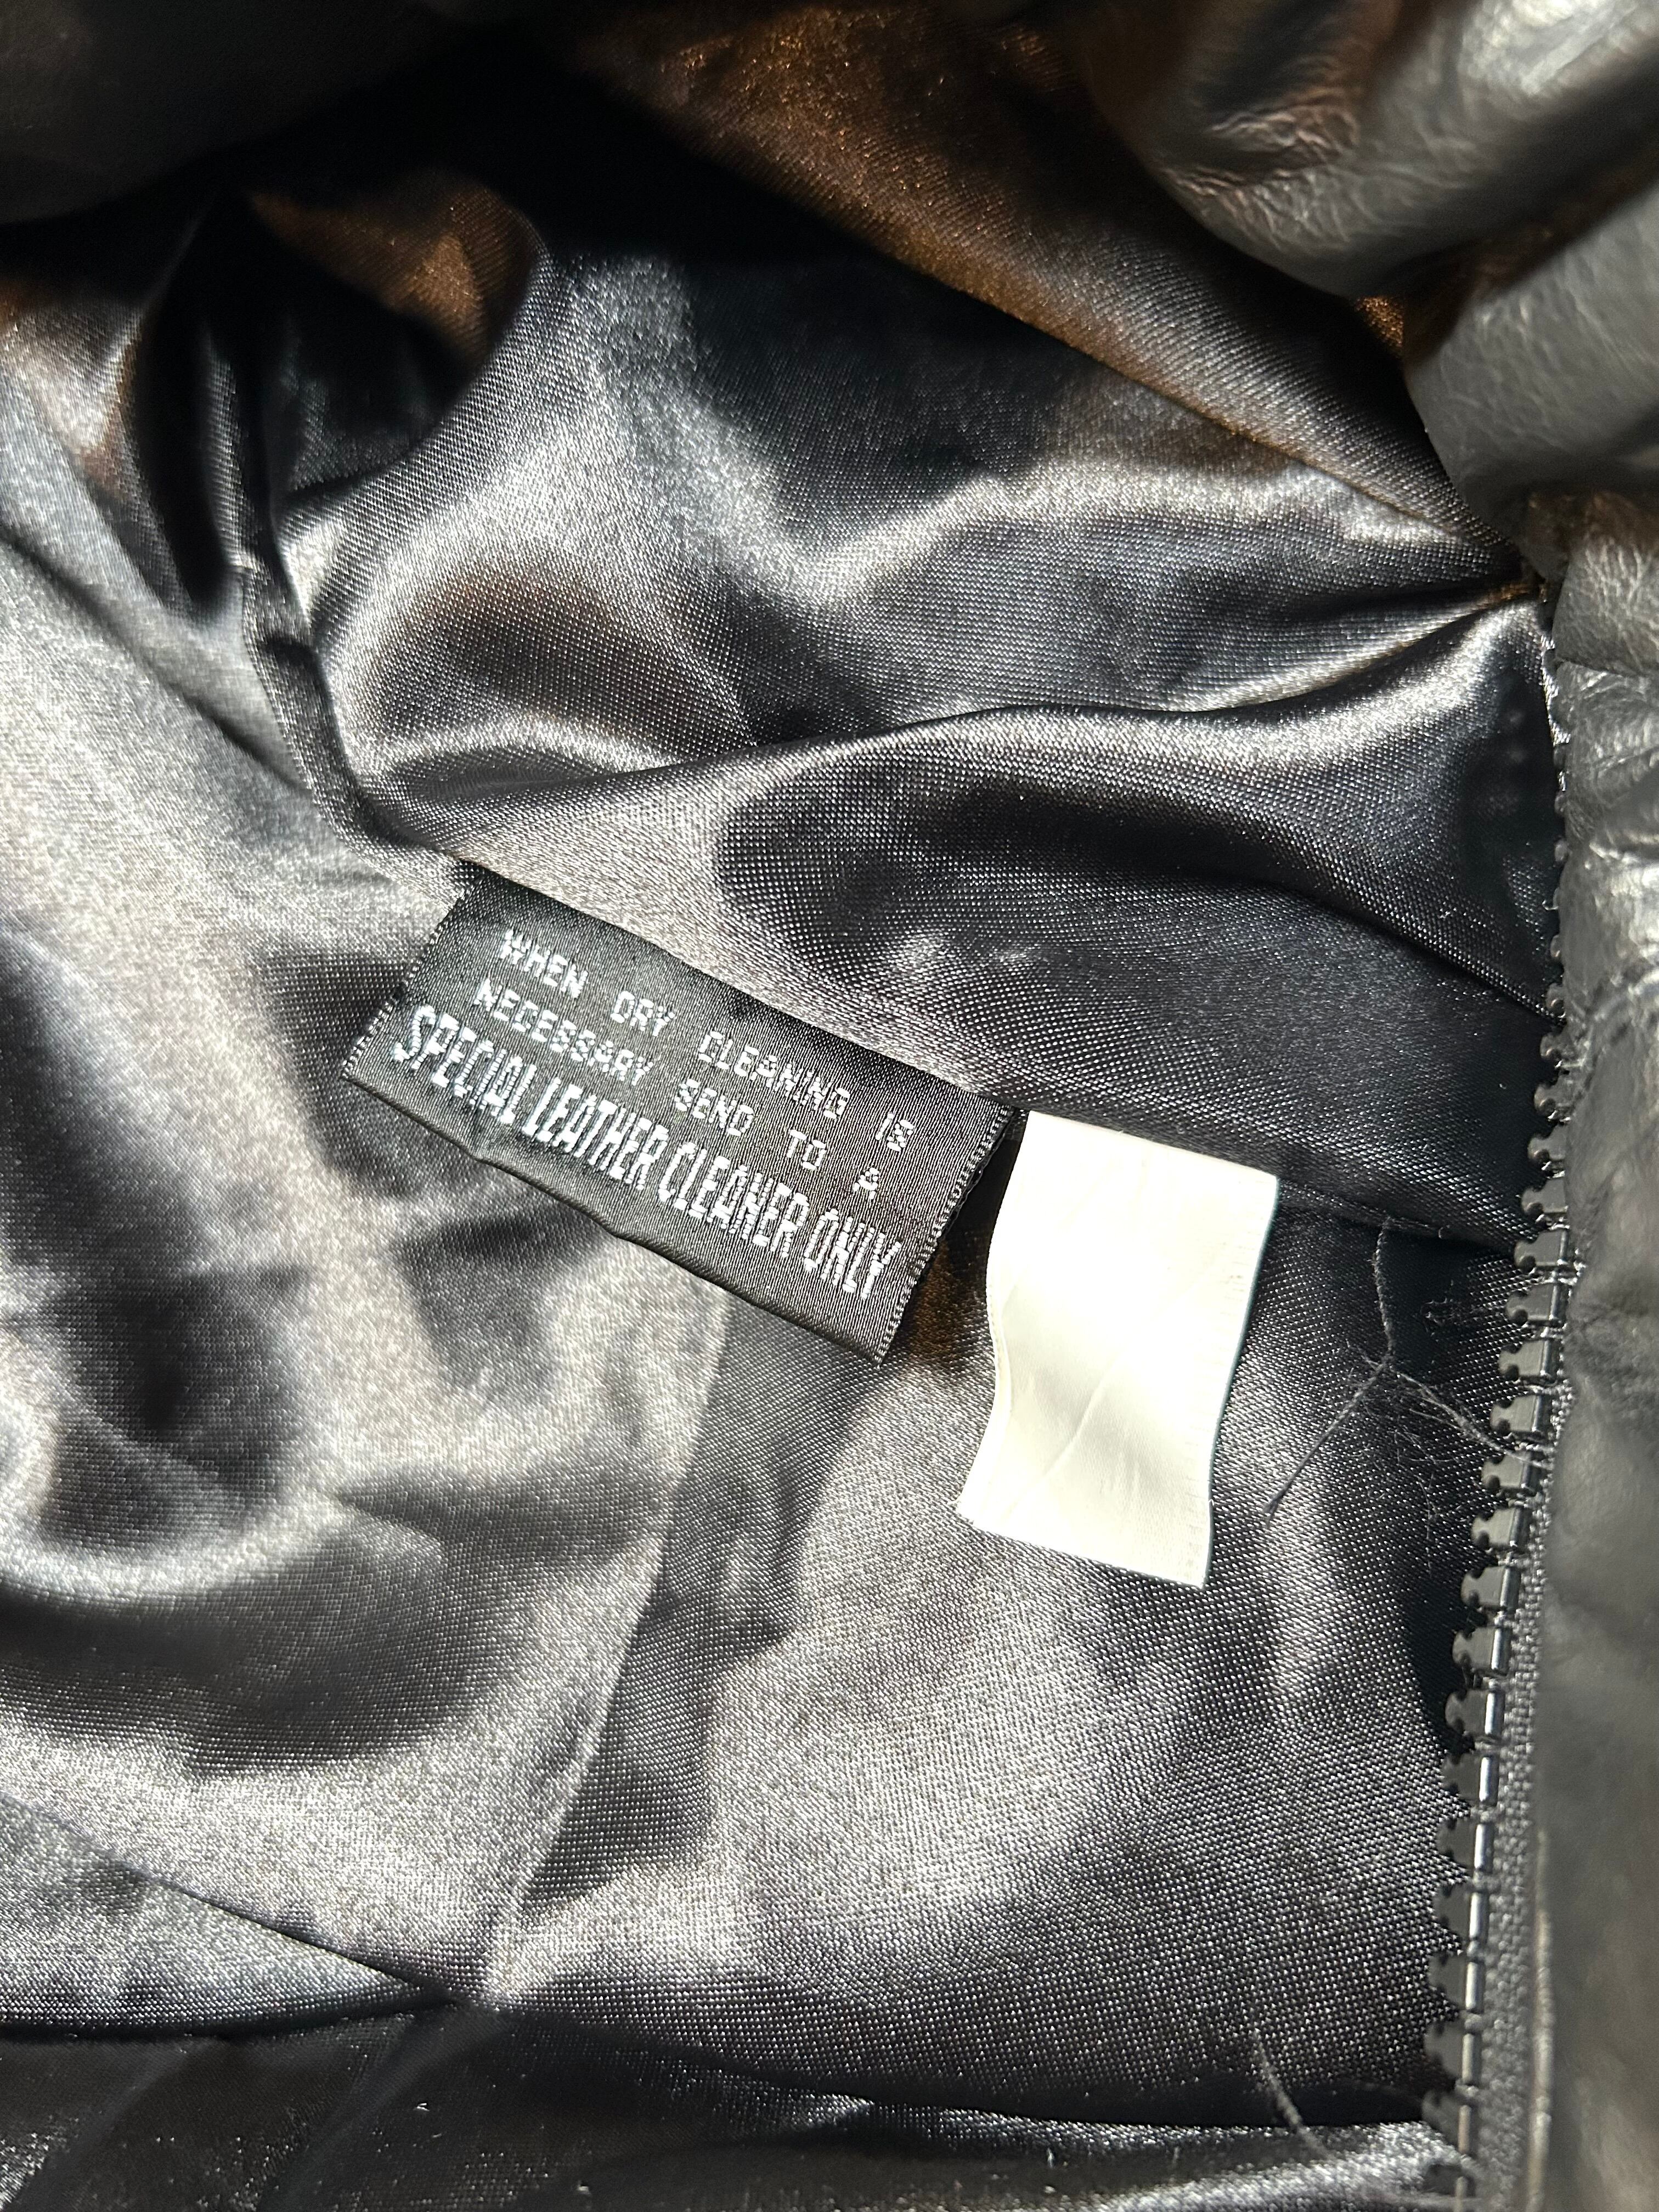 WHEN DRY CLEANING IS
NECESSARY SEND TO A
SPECIAL LEATHER CLEANER ONLY